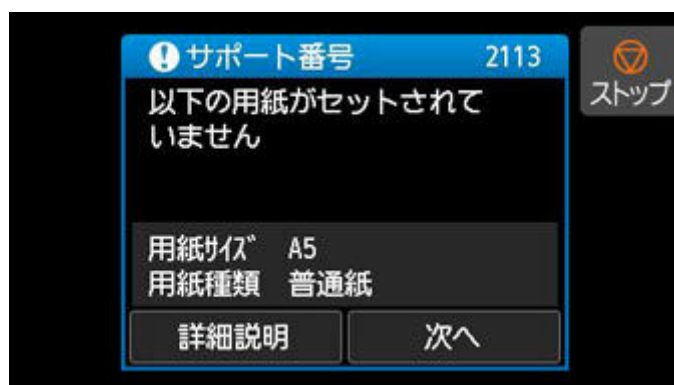 サポート番号 2113
ストップ
以下の用紙がセットされて
いません
用紙ｻｲｽﾞ A5
用紙種類 普通紙
詳細説明 次へ